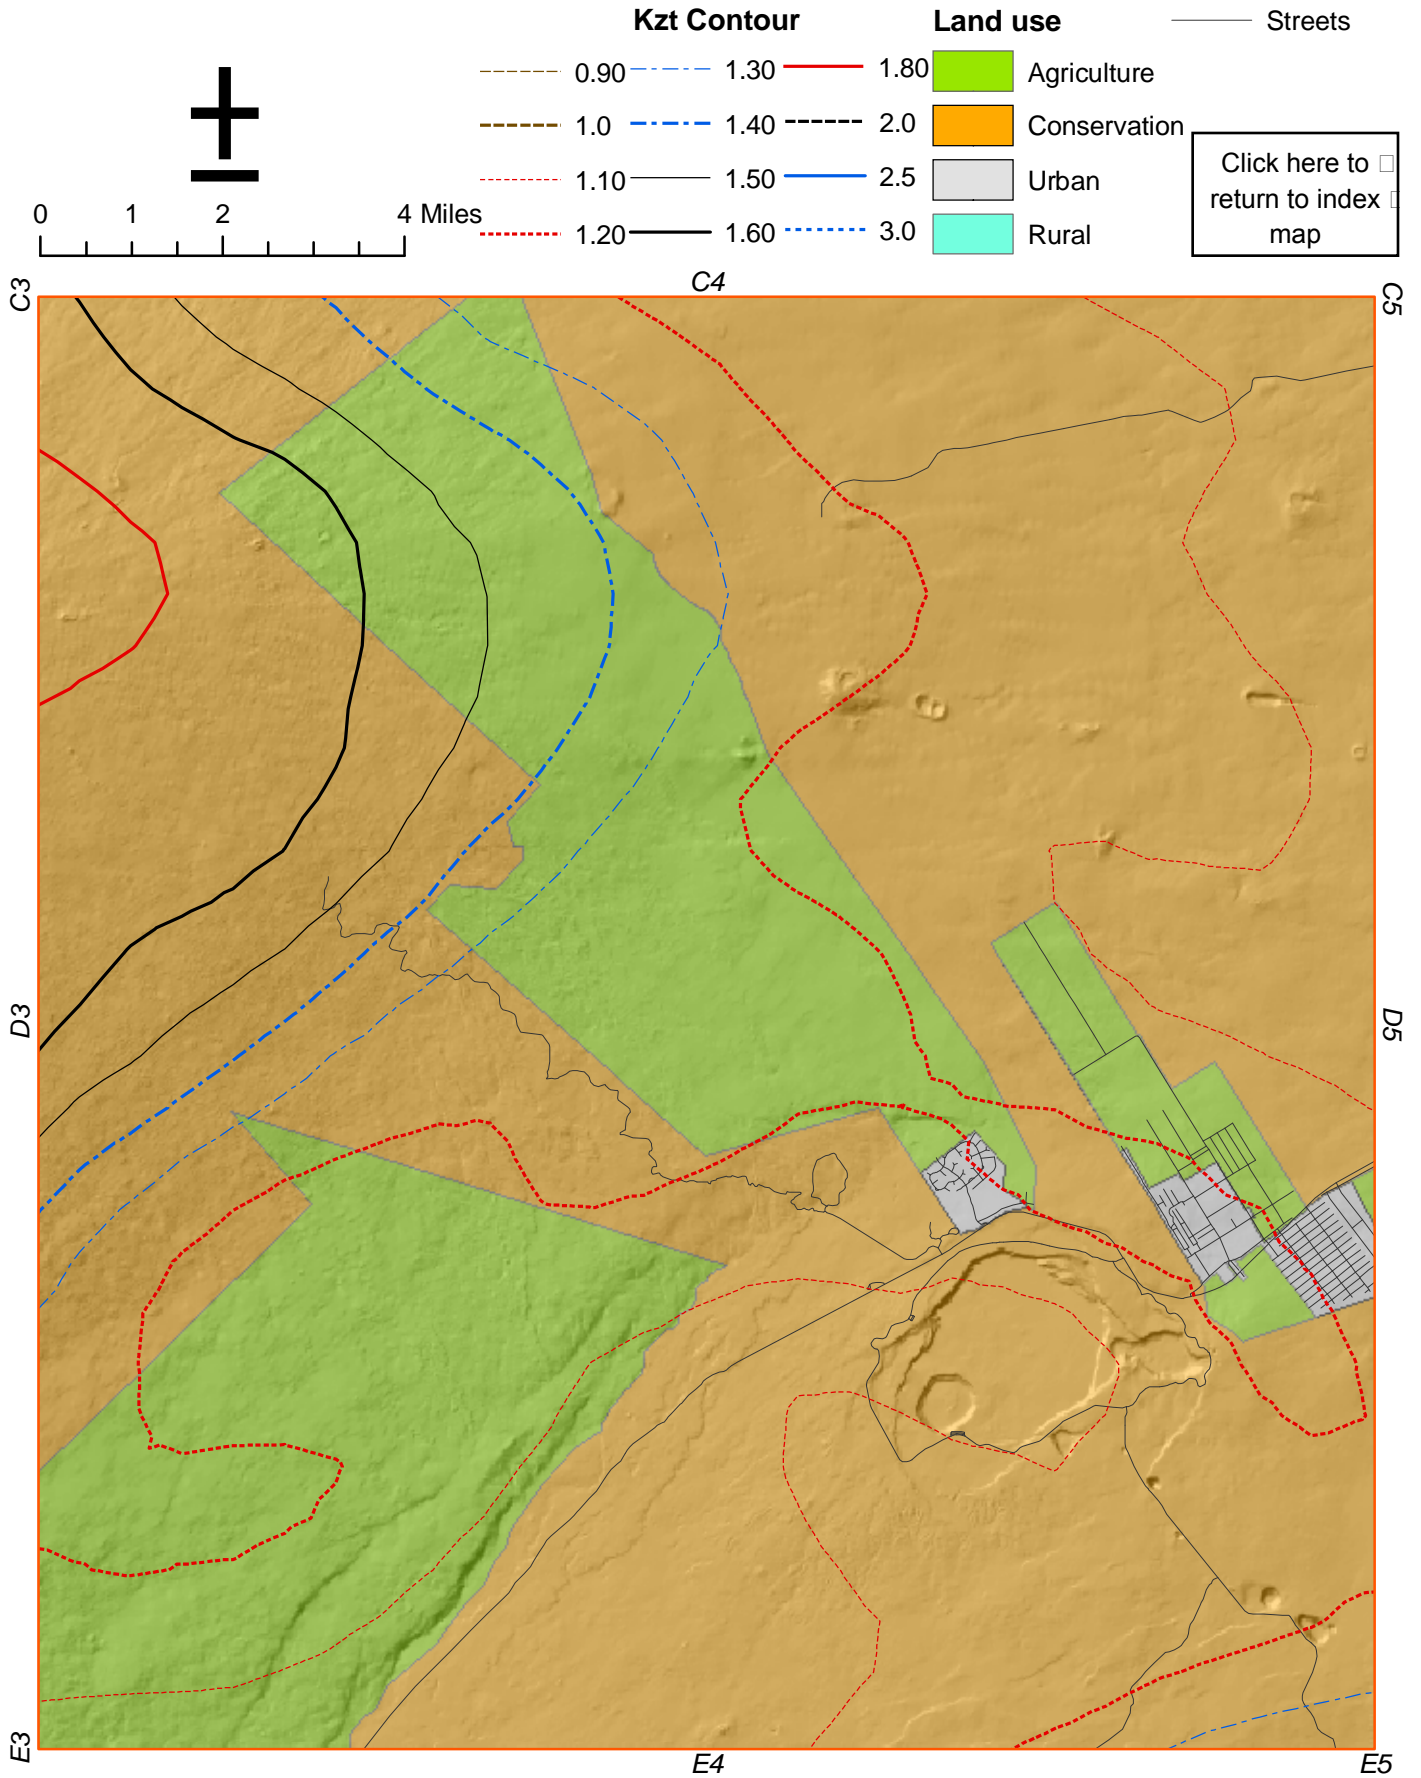 Kzt Contour
Land use
Streets
0.90
1.30
1.80
Agriculture
1.0
1.40
2.0
Conservation
1.10
1.50
2.5
Urban
1.20
1.60
3.0
Rural
Click here to
return to index
map
0 1 2 4 Miles
C3
C4
C5
D3
D5
E3
E4
E5